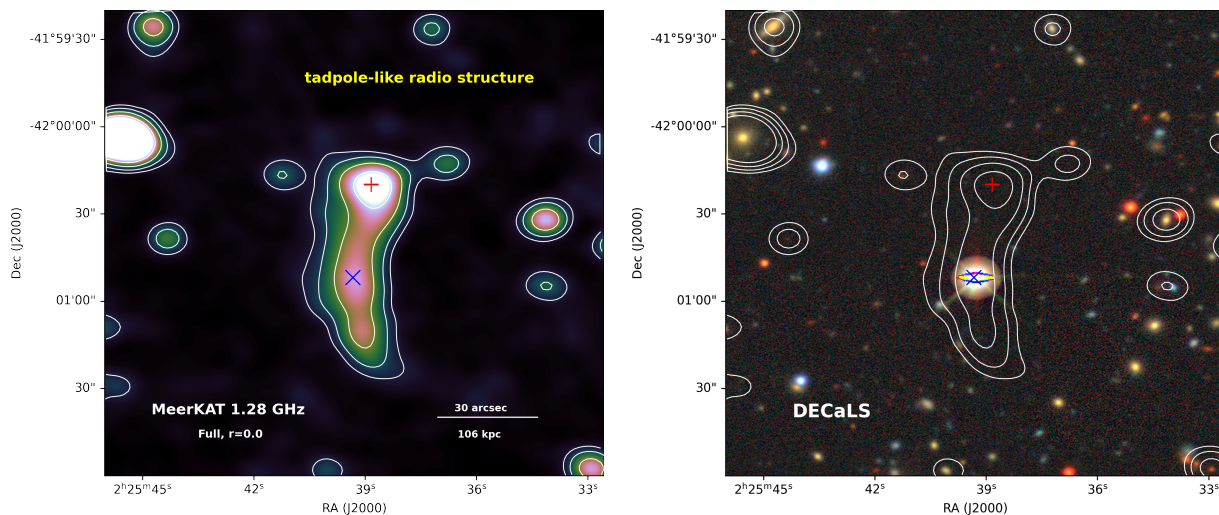 tadpole-like radio structure
MeerKAT 1.28 GHz
Full, r=0.0
30 arcsec
106 kpc
-41°59'30"
-42°00'00"
30"
01'00"
30"
Dec (J2000)
2ʰ25ᵐ45ˢ
42ˢ
39ˢ
36ˢ
33ˢ
RA (J2000)
DECaLS
-41°59'30"
-42°00'00"
30"
01'00"
30"
Dec (J2000)
2ʰ25ᵐ45ˢ
42ˢ
39ˢ
36ˢ
33ˢ
RA (J2000)